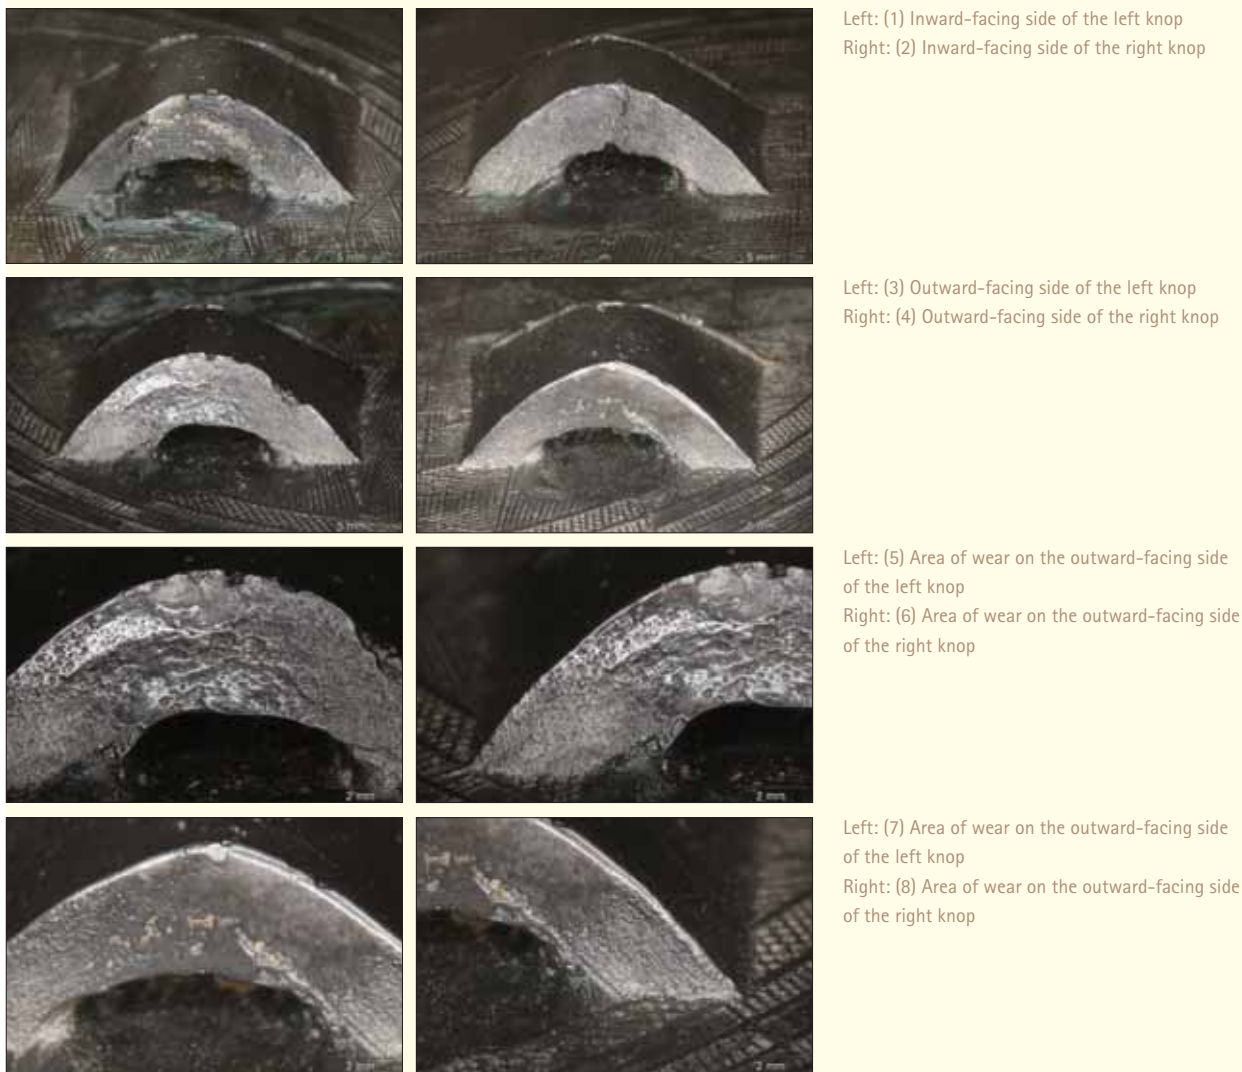 Left: (1) Inward-facing side of the left knop
Right: (2) Inward-facing side of the right knop
5 mm
Left: (3) Outward-facing side of the left knop
Right: (4) Outward-facing side of the right knop
5 mm
Left: (5) Area of wear on the outward-facing side
of the left knop
Right: (6) Area of wear on the outward-facing side
of the right knop
2 mm
2 mm
Left: (7) Area of wear on the outward-facing side
of the left knop
Right: (8) Area of wear on the outward-facing side
of the right knop
2 mm
2 mm